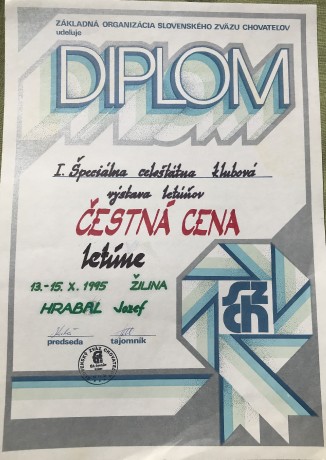 ZÁKLADNÁ ORGANIZÁCIA SLOVENSKÉHO ZVÄZU CHOVATEĽOV
udeľuje
DIPLOM
I. Špeciálna celoštátna klubová
výstava letúňov
ČESTNÁ CENA
letúne
13.-15. X. 1995 ŽILINA
HRABAL Jozef
predseda tajomník
SZCH